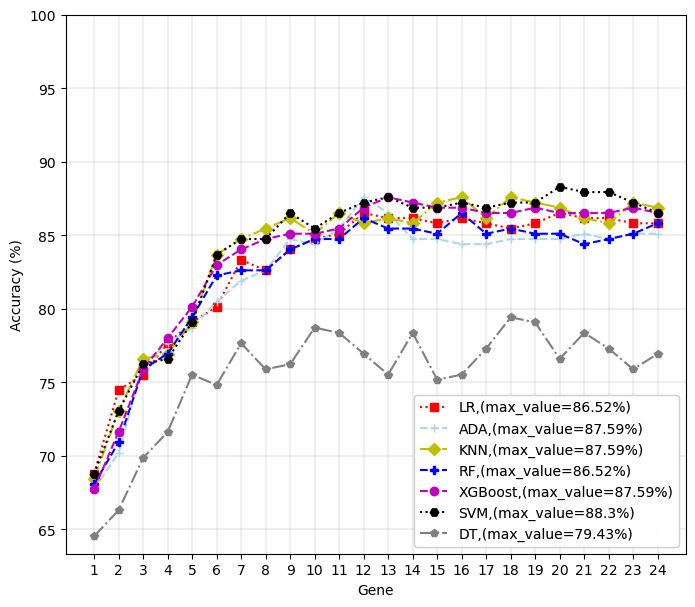 100
95
90
85
80
75
70
65
Accuracy (%)
LR,(max_value=86.52%)
ADA,(max_value=87.59%)
KNN,(max_value=87.59%)
RF,(max_value=86.52%)
XGBoost,(max_value=87.59%)
SVM,(max_value=88.3%)
DT,(max_value=79.43%)
1 2 3 4 5 6 7 8 9 10 11 12 13 14 15 16 17 18 19 20 21 22 23 24
Gene